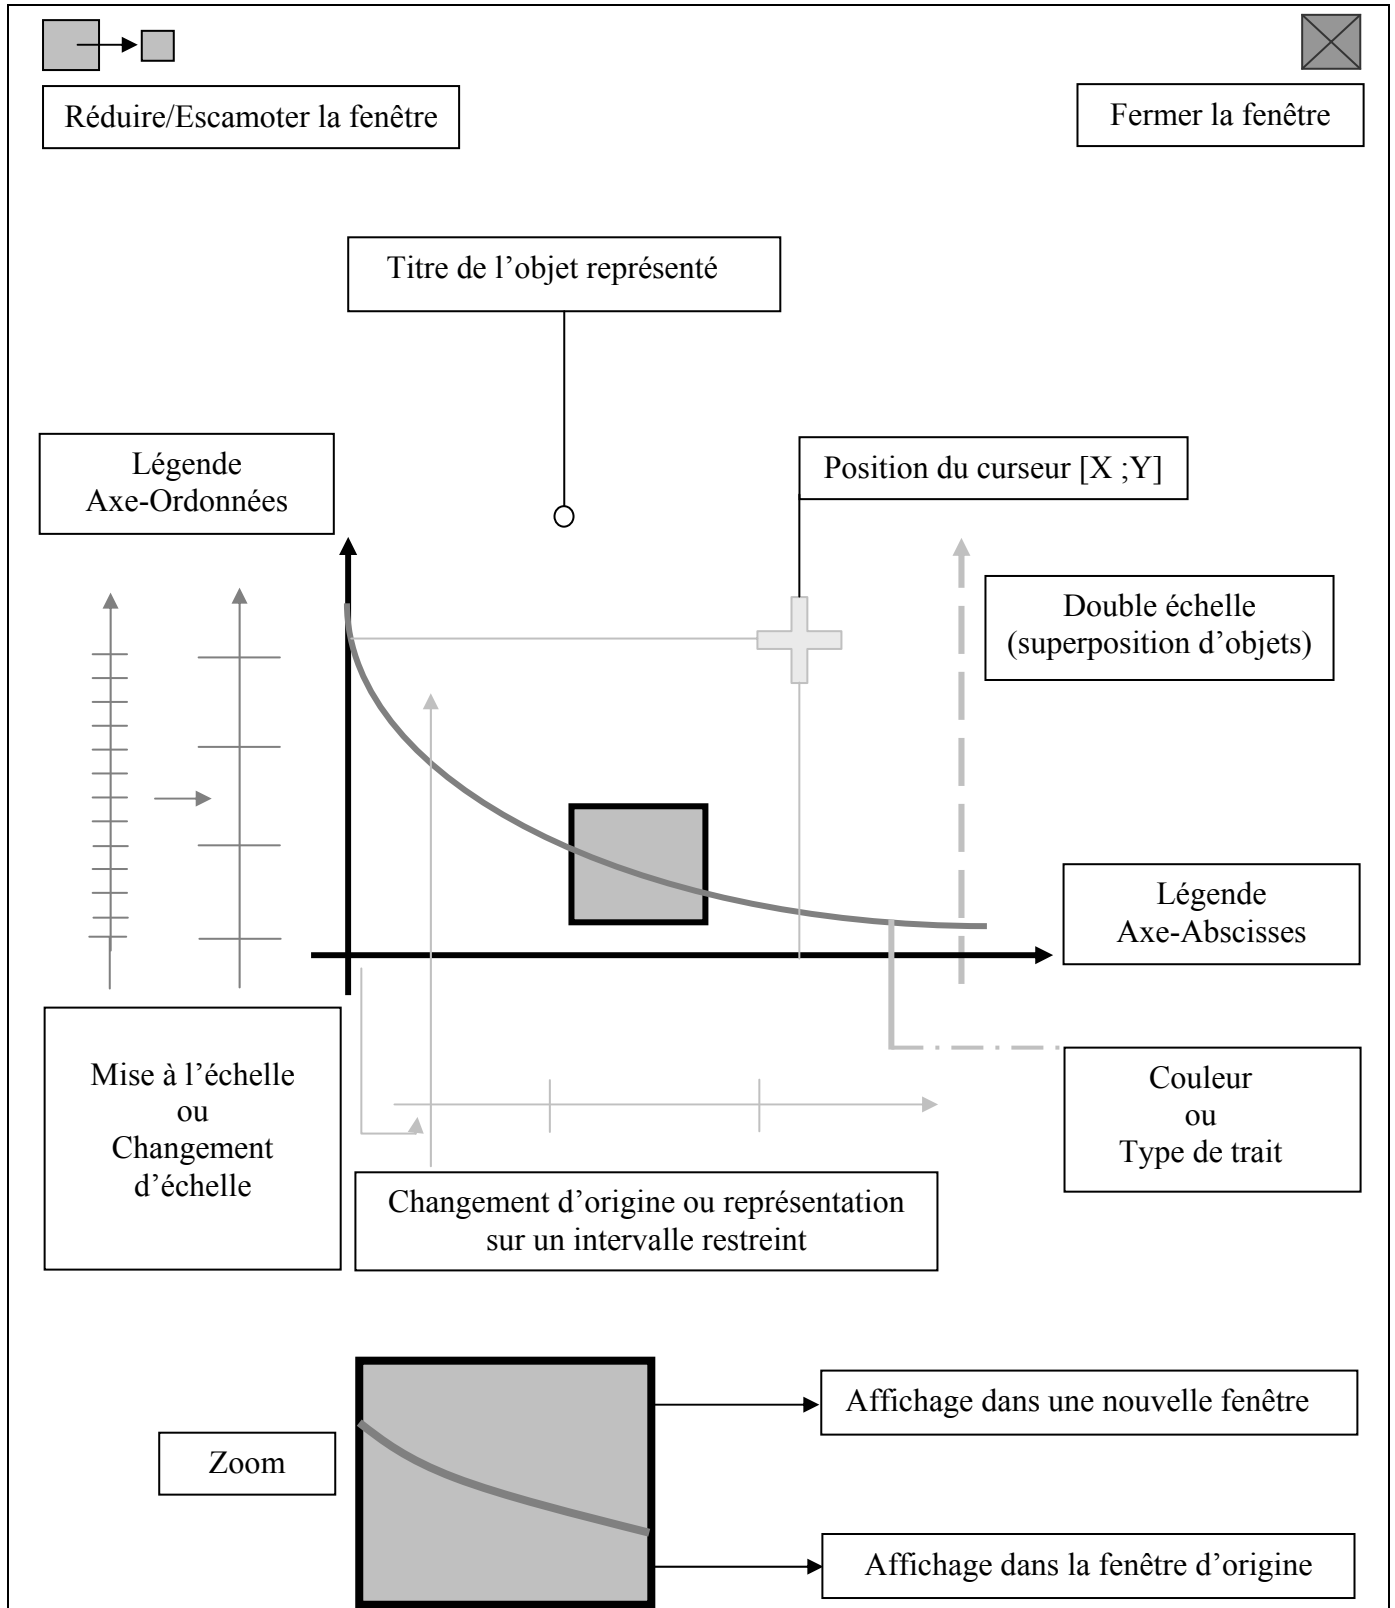 Réduire/Escamoter la fenêtre
Fermer la fenêtre
Titre de l’objet représenté
Légende
Axe-Ordonnées
Position du curseur [X ;Y]
Double échelle
(superposition d’objets)
Légende
Axe-Abscisses
Mise à l’échelle
ou
Changement
d’échelle
Couleur
ou
Type de trait
Changement d’origine ou représentation
sur un intervalle restreint
Zoom
Affichage dans une nouvelle fenêtre
Affichage dans la fenêtre d’origine